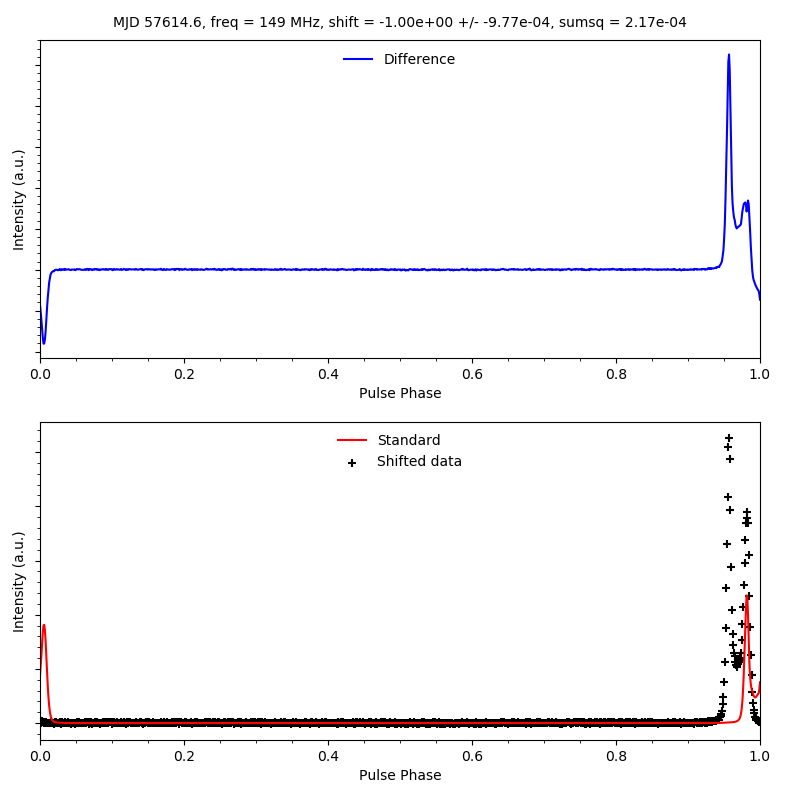 MJD 57614.6, freq = 149 MHz, shift = -1.00e+00 +/- -9.77e-04, sumsq = 2.17e-04
Difference
Intensity (a.u.)
0.0 0.2 0.4 0.6 0.8 1.0
Pulse Phase
Standard
Shifted data
Intensity (a.u.)
0.0 0.2 0.4 0.6 0.8 1.0
Pulse Phase